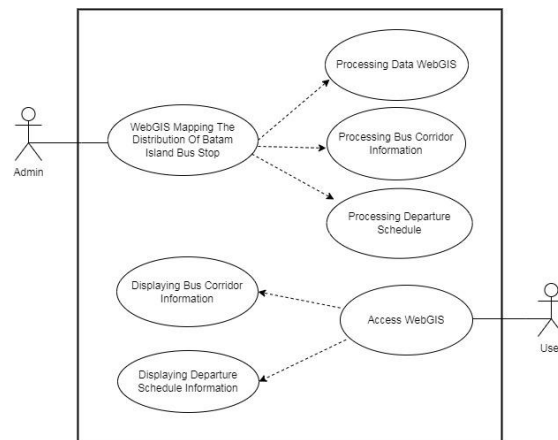 Processing Data WebGIS
WebGIS Mapping The
Distribution Of Batam
Island Bus Stop
Processing Bus Corridor
Information
Admin
Processing Departure
Schedule
Displaying Bus Corridor
Information
Access WebGIS
Use
Displaying Departure
Schedule Information